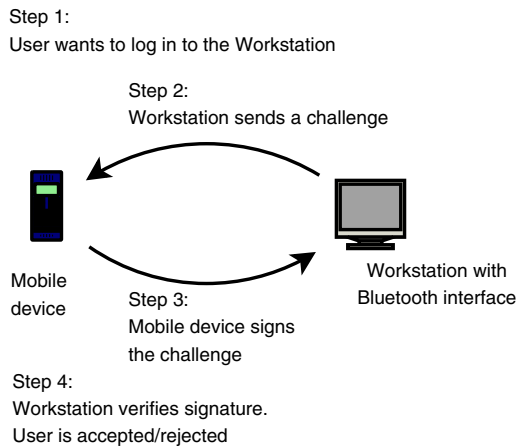 Step 1:
User wants to log in to the Workstation
Step 2:
Workstation sends a challenge
Mobile
device
Workstation with
Bluetooth interface
Step 3:
Mobile device signs
the challenge
Step 4:
Workstation verifies signature.
User is accepted/rejected